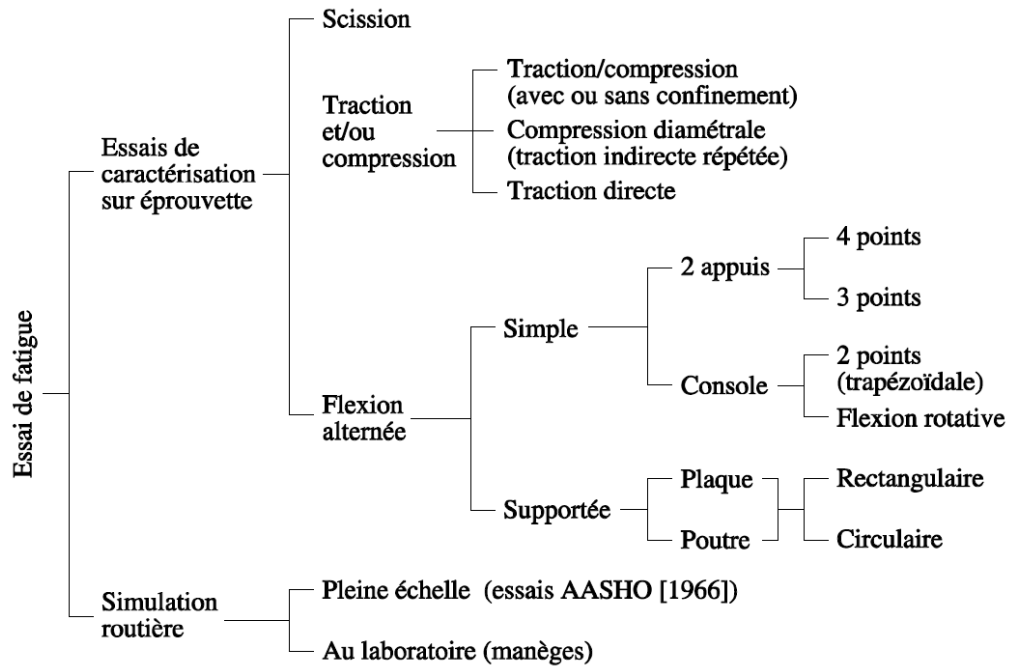 Essai de fatigue
Essais de
caractérisation
sur éprouvette
Scission
Traction
et/ou
compression
Traction/compression
(avec ou sans confinement)
Compression diamétrale
(traction indirecte répétée)
Traction directe
Flexion
alternée
Simple
2 appuis
4 points
3 points
Console
2 points
(trapézoïdale)
Flexion rotative
Supportée
Plaque
Poutre
Rectangulaire
Circulaire
Simulation
routière
Pleine échelle (essais AASHO [1966])
Au laboratoire (manèges)